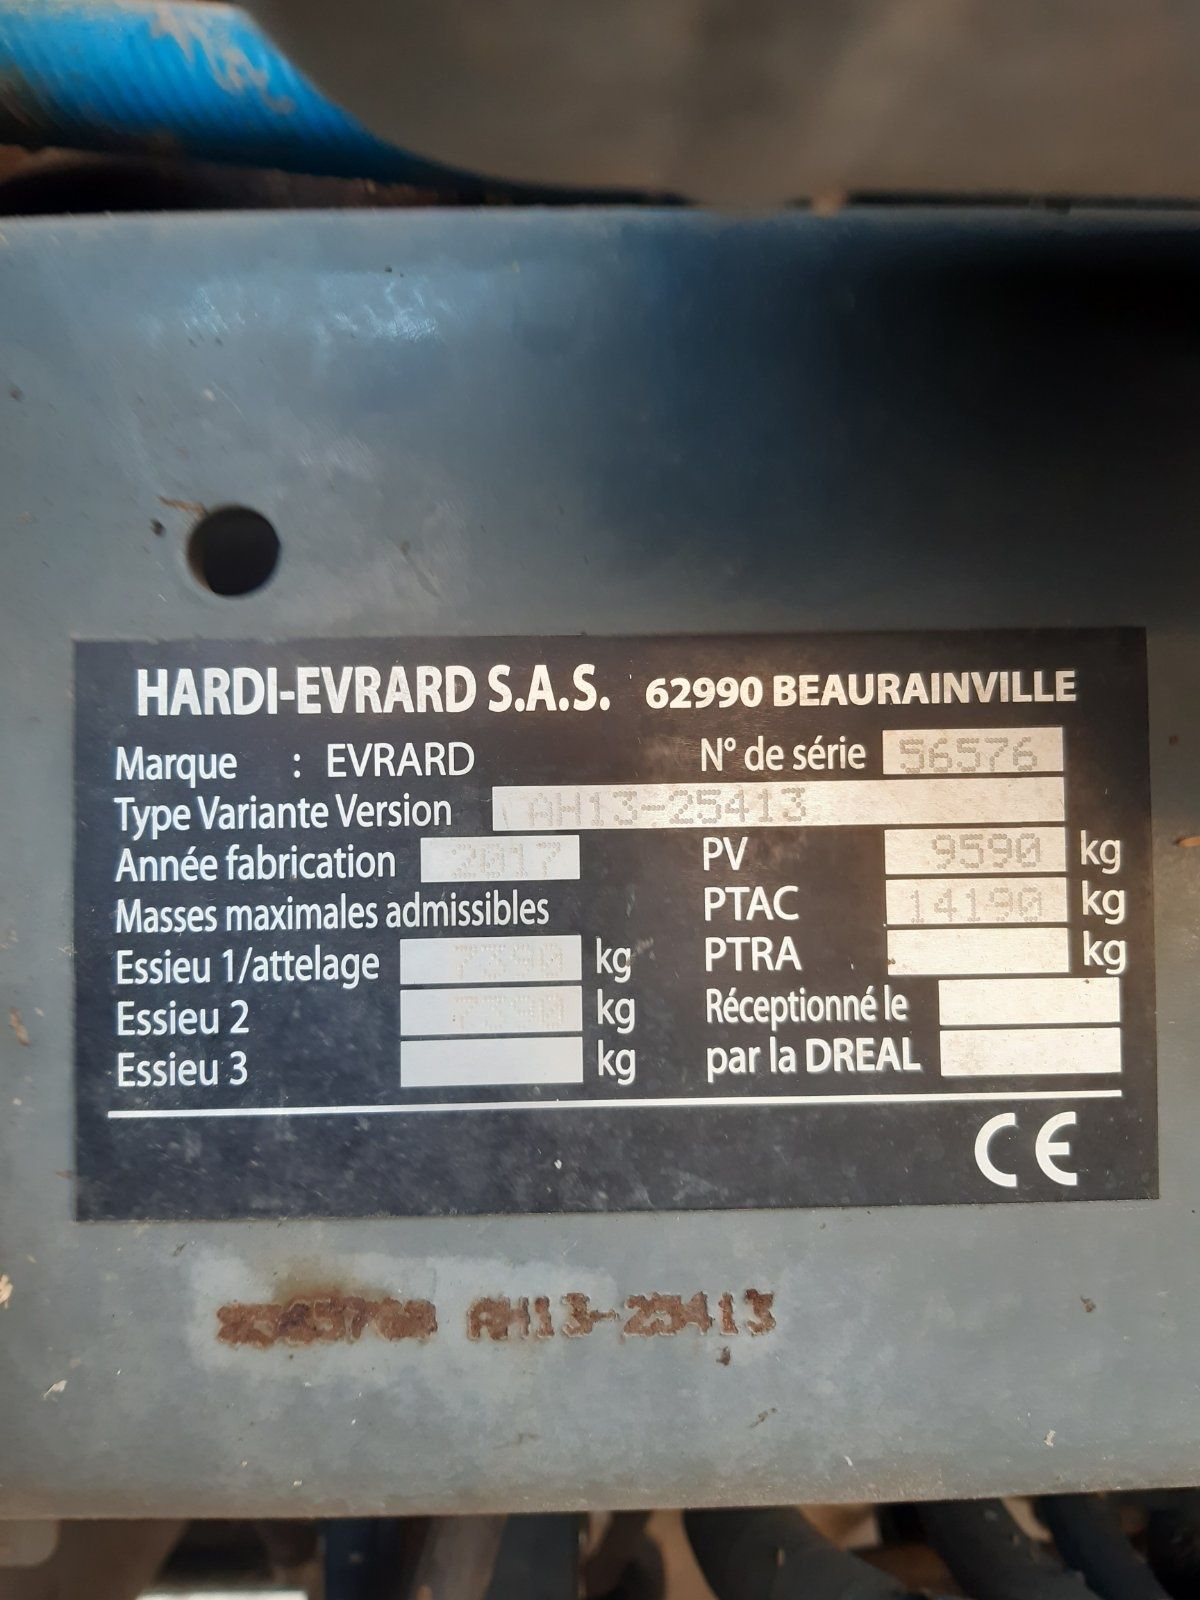 HARDI-EVRARD S.A.S. 62990 BEAURAINVILLE
Marque : EVRARD N° de série 56576
Type Variante Version AH13-25413
Année fabrication 2017 PV 9590 kg
Masses maximales admissibles PTAC 14190 kg
Essieu 1/attelage 7390 kg PTRA kg
Essieu 2 7390 kg Réceptionné le
Essieu 3 kg par la DREAL
CE
AH13-25413